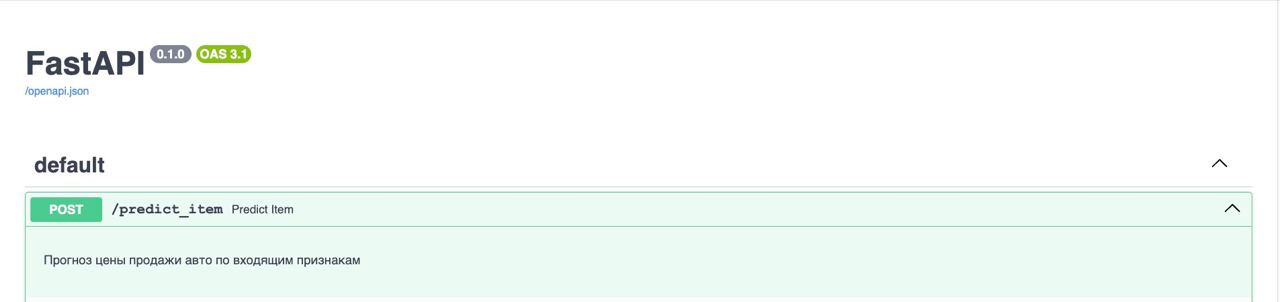 FastAPI 0.1.0 OAS 3.1
/openapi.json
default
POST /predict_item Predict Item
Прогноз цены продажи авто по входящим признакам